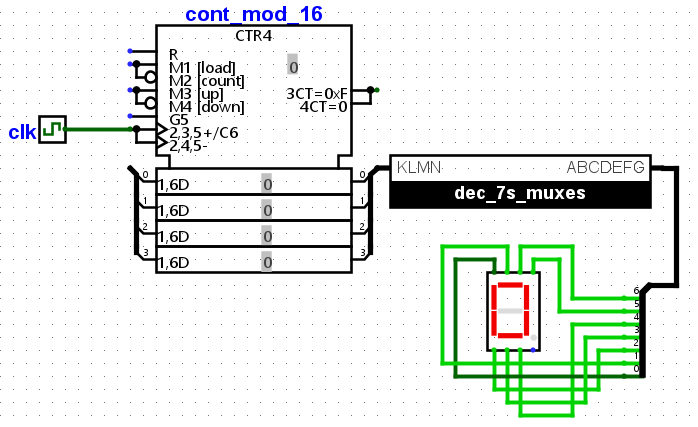 cont_mod_16
CTR4
R
M1 [load]
M2 [count]
M3 [up]
M4 [down]
G5
2,3,5+/C6
2,4,5-
0
3CT=0xF
4CT=0
clk
0 1,6D 0 0
1 1,6D 0 1
2 1,6D 0 2
3 1,6D 0 3
KLMN ABCDEFG
dec_7s_muxes
6
5
4
3
2
1
0
0